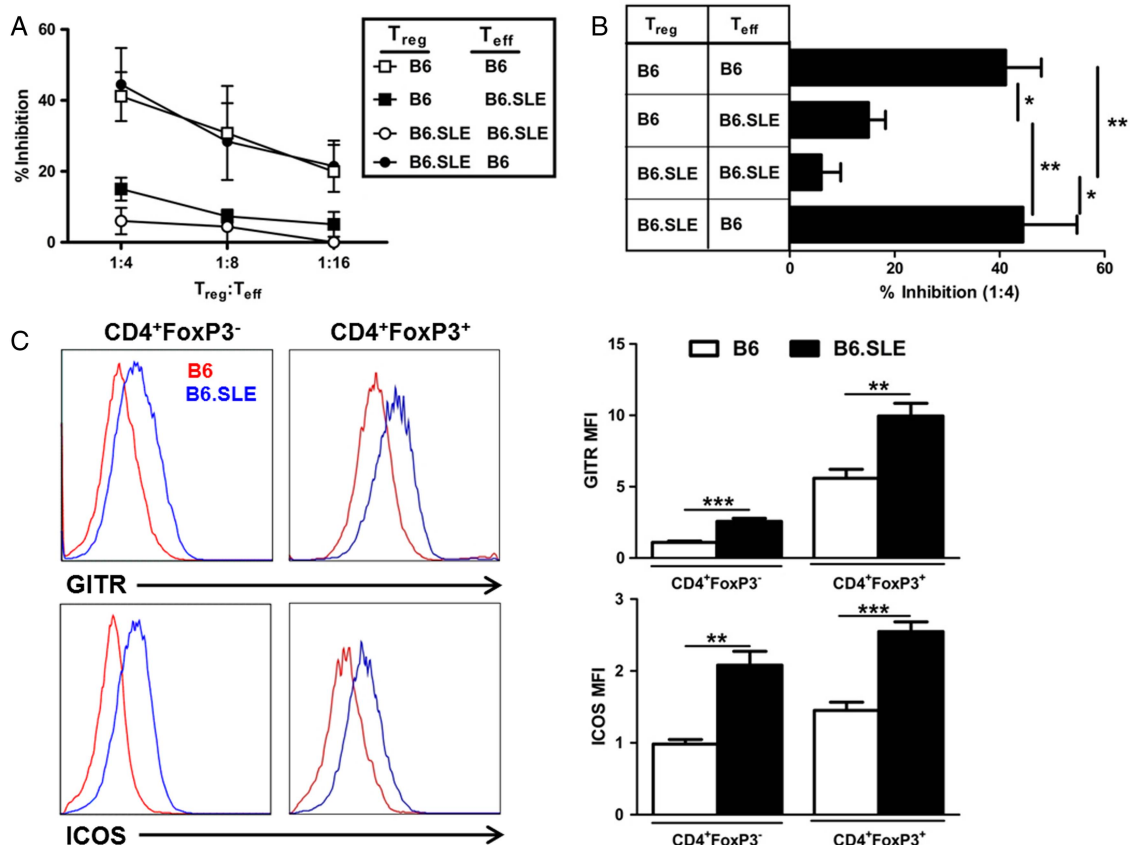 A
60
40
20
0
%Inhibition
1:4 1:8 1:16
Treg:Teff
Treg Teff
B6 B6
B6 B6.SLE
B6.SLE B6.SLE
B6.SLE B6
B
Treg Teff
B6 B6
B6 B6.SLE
B6.SLE B6.SLE
B6.SLE B6
*
**
**
*
0 20 40 60
% Inhibition (1:4)
C
CD4+FoxP3- CD4+FoxP3+
B6
B6.SLE
GITR
ICOS
B6 B6.SLE
15
10
5
0
GITR MFI
***
**
CD4+FoxP3- CD4+FoxP3+
3
2
1
0
ICOS MFI
**
***
CD4+FoxP3- CD4+FoxP3+